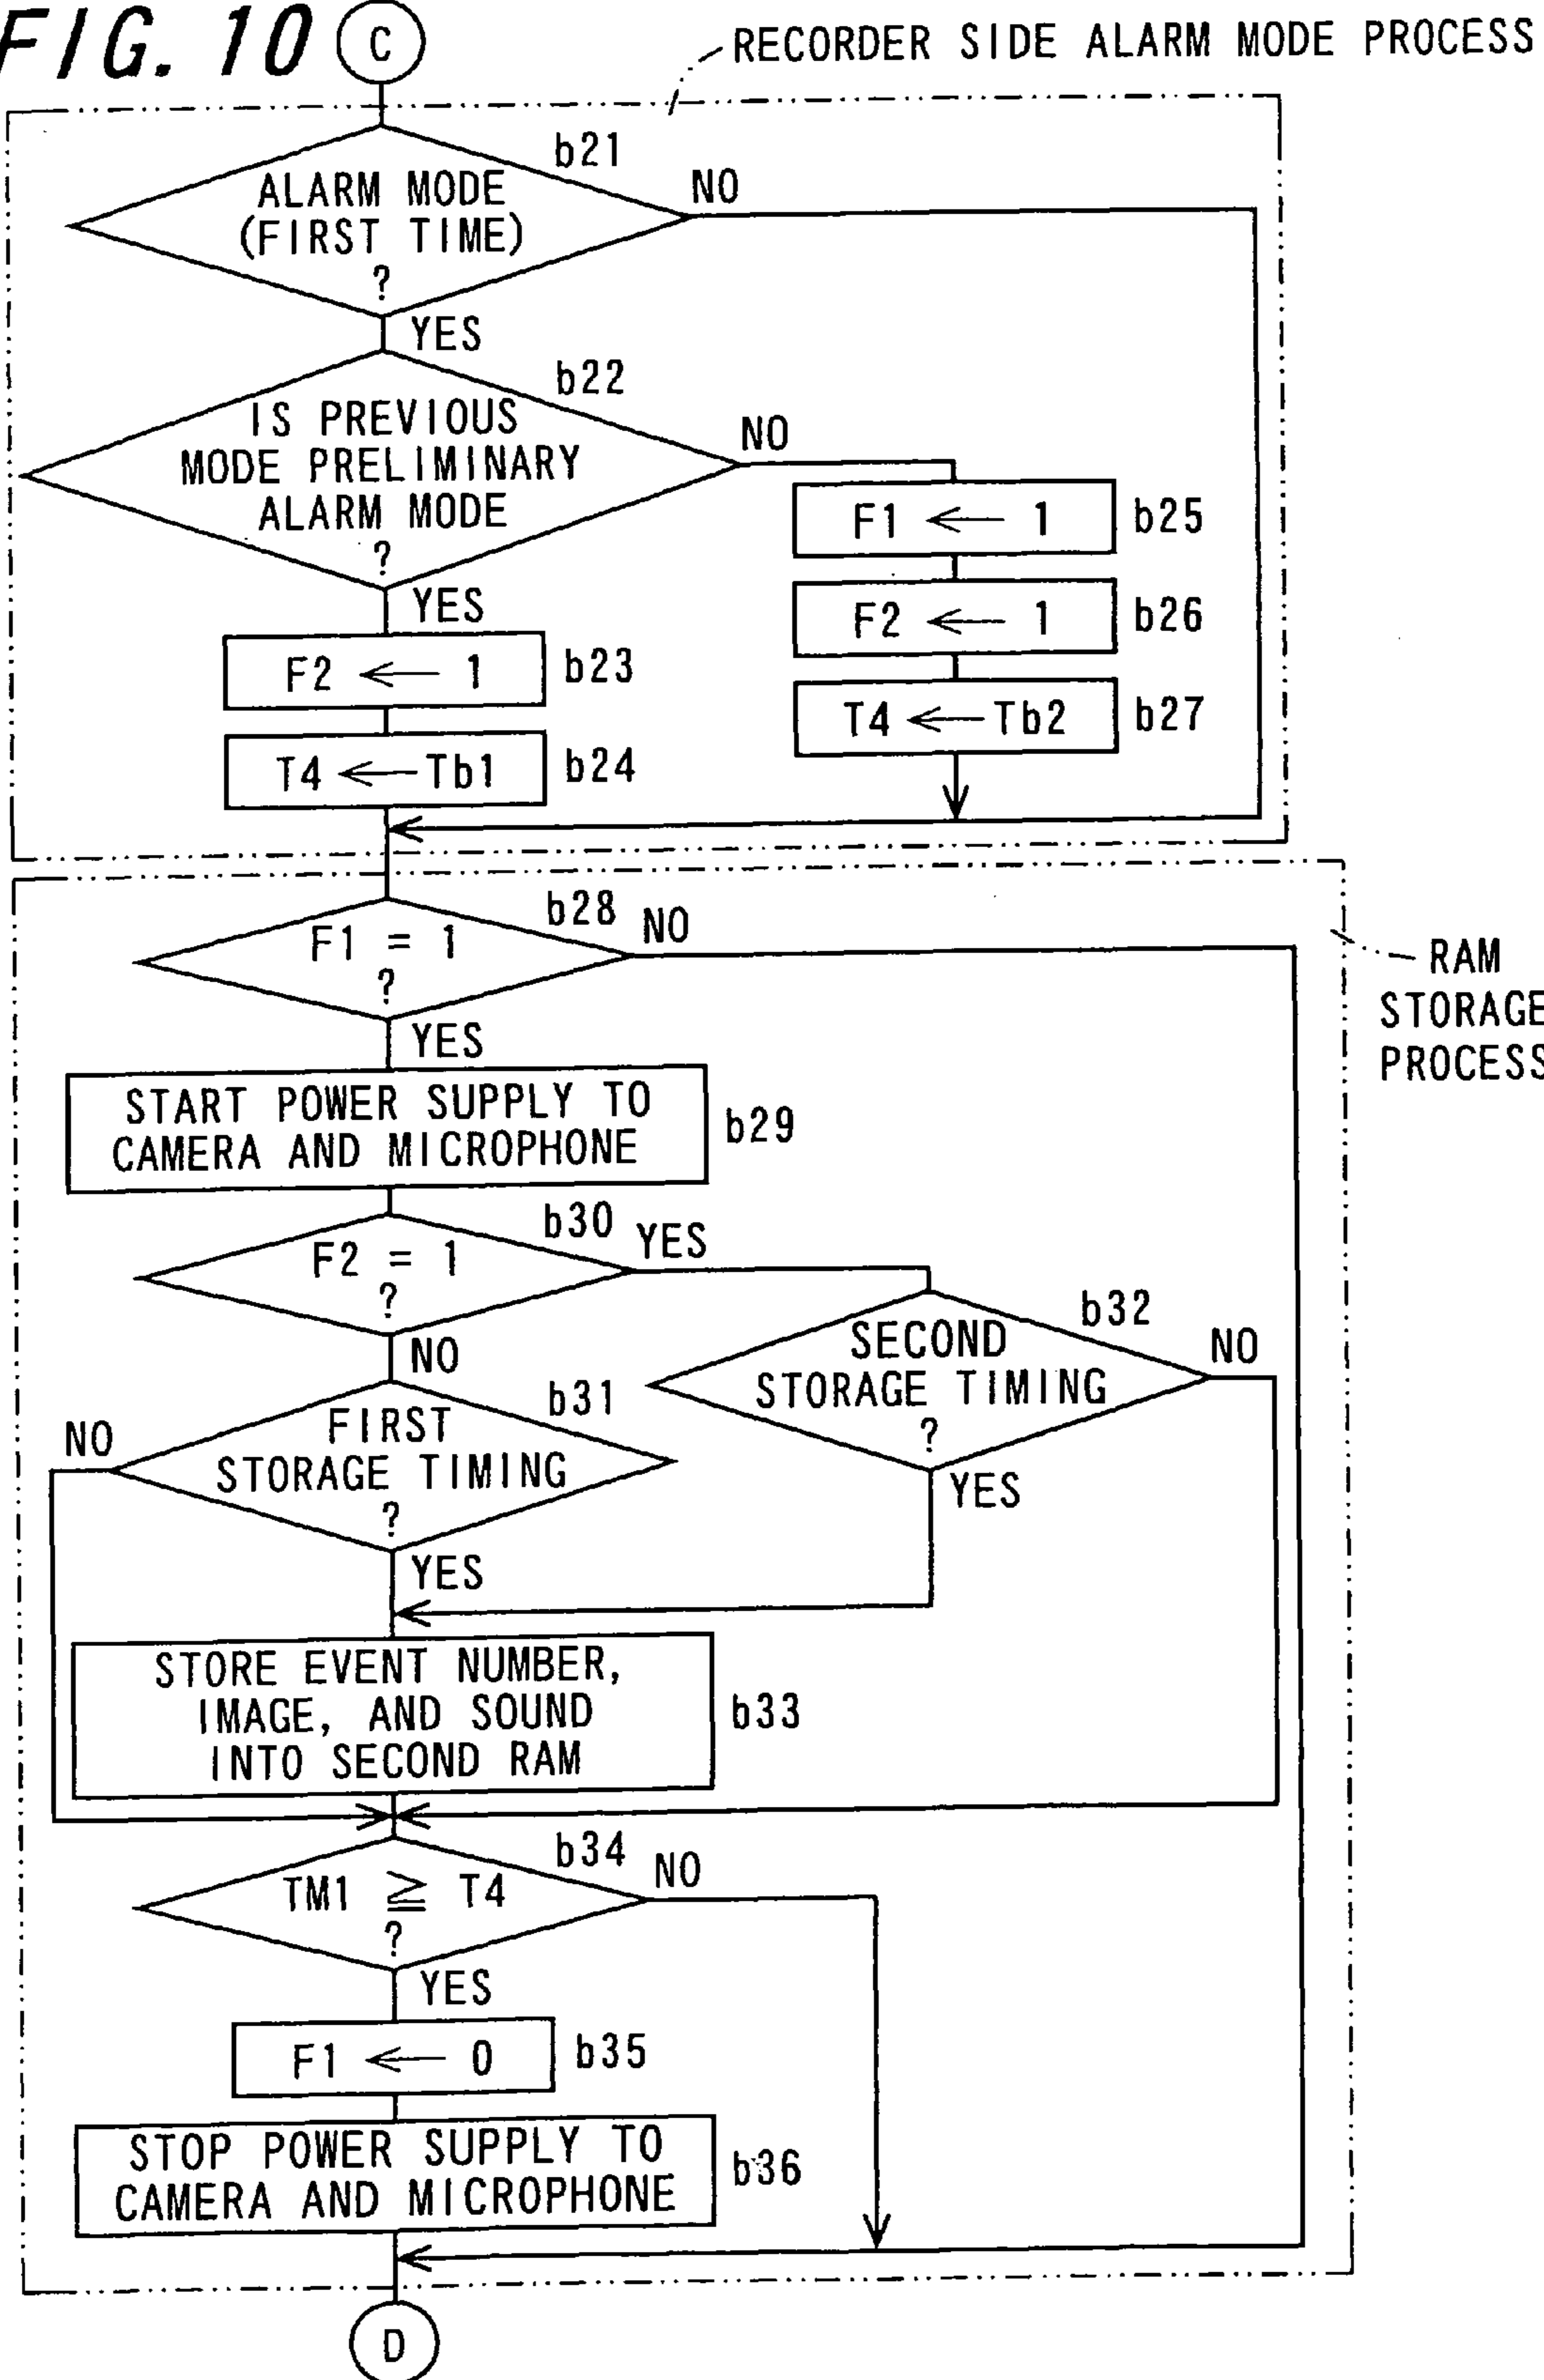 FIG. 10
C
RECORDER SIDE ALARM MODE PROCESS
b21
ALARM MODE
(FIRST TIME)
?
NO
YES
b22
IS PREVIOUS
MODE PRELIMINARY
ALARM MODE
?
NO
YES
F1 ← 1 b25
F2 ← 1 b26
T4 ← Tb2 b27
F2 ← 1 b23
T4 ← Tb1 b24
b28
F1 = 1
?
NO
YES
RAM
STORAGE
PROCESS
START POWER SUPPLY TO
CAMERA AND MICROPHONE
b29
b30
F2 = 1
?
YES
NO
b32
SECOND
STORAGE TIMING
?
NO
YES
b31
FIRST
STORAGE TIMING
?
NO
YES
STORE EVENT NUMBER,
IMAGE, AND SOUND
INTO SECOND RAM
b33
b34
TM1 ≧ T4
?
NO
YES
F1 ← 0 b35
STOP POWER SUPPLY TO
CAMERA AND MICROPHONE
b36
D